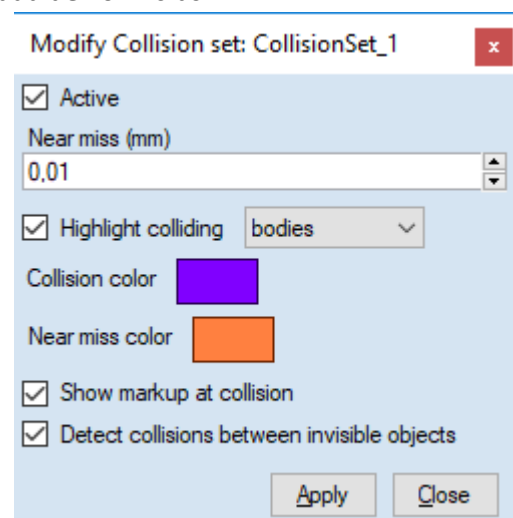 Modify Collision set: CollisionSet_1
Active
Near miss (mm)
0,01
Highlight colliding bodies
Collision color
Near miss color
Show markup at collision
Detect collisions between invisible objects
Apply Close